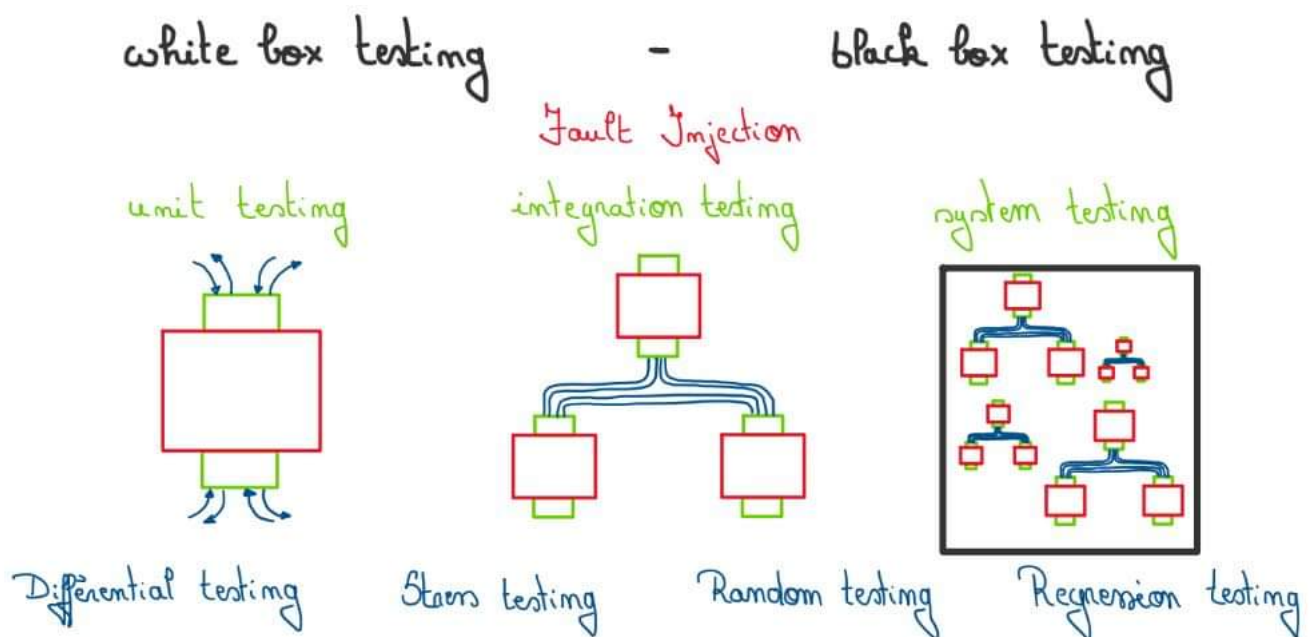 white box testing - black box testing
Fault Injection
unit testing integration testing system testing
Differential testing Stress testing Random testing Regression testing